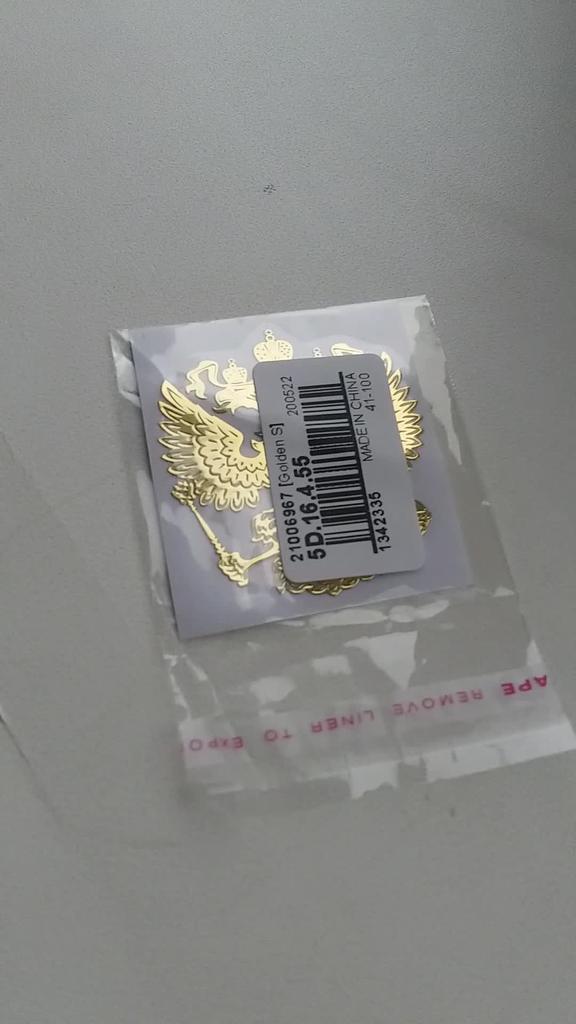 21006967 [Golden S] 200522
5D.16.4.55
1342335
MADE IN CHINA
41-100
APE REMOVE LINER TO EXPO